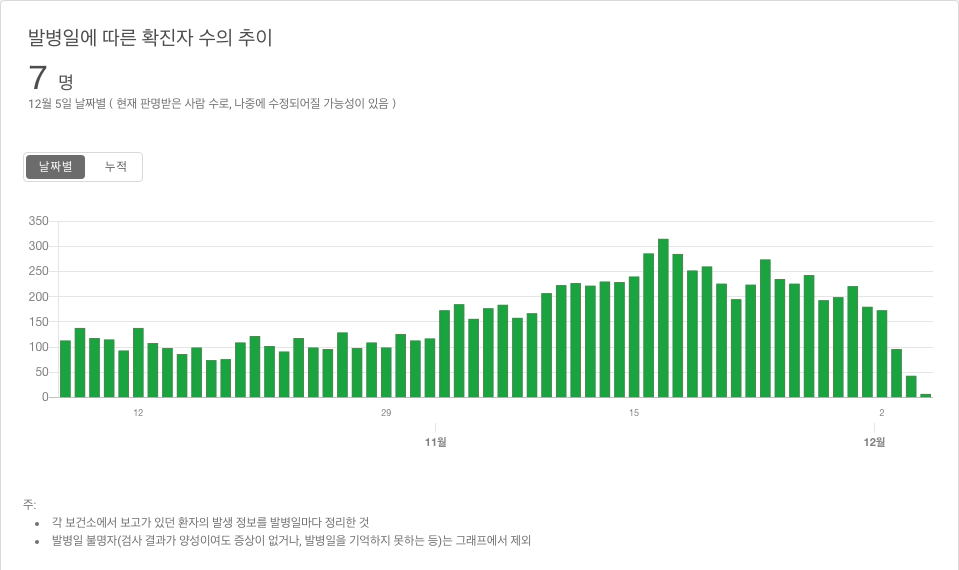 발병일에 따른 확진자 수의 추이
7 명
12월 5일 날짜별 ( 현재 판명받은 사람 수로, 나중에 수정되어질 가능성이 있음 )
날짜별 누적
350
300
250
200
150
100
50
0
12 29 15 2
11월 12월
주:
• 각 보건소에서 보고가 있던 환자의 발생 정보를 발병일마다 정리한 것
• 발병일 불명자(검사 결과가 양성이여도 증상이 없거나, 발병일을 기억하지 못하는 등)는 그래프에서 제외